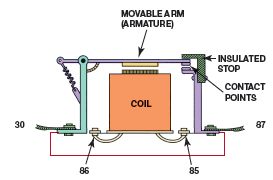 MOVABLE ARM
(ARMATURE)
INSULATED
STOP
CONTACT
POINTS
COIL
30
87
86
85